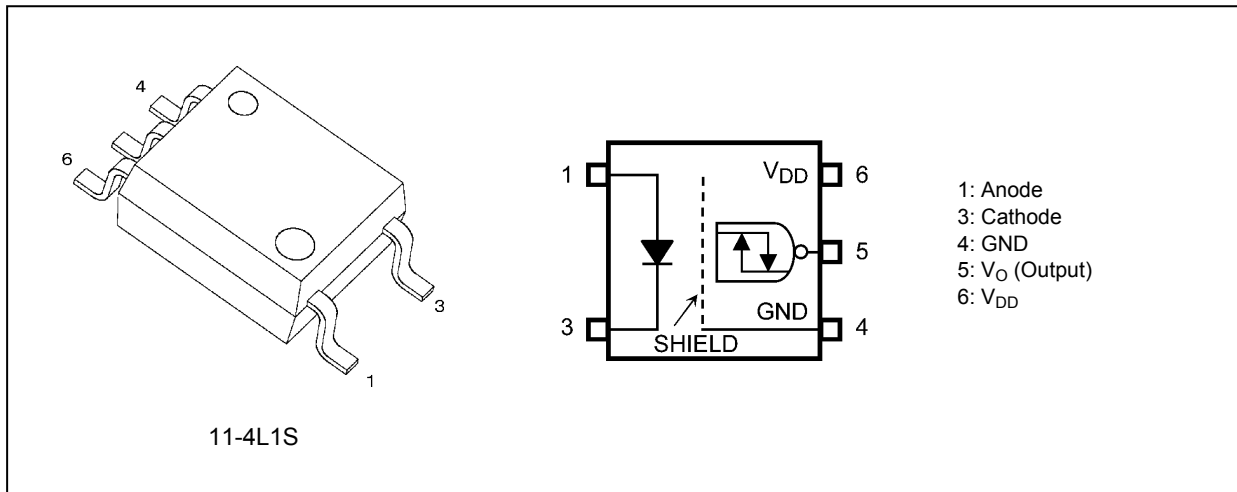 4
6
3
1
11-4L1S
1
3
VDD
6
5
GND
4
SHIELD
1: Anode
3: Cathode
4: GND
5: VO (Output)
6: VDD